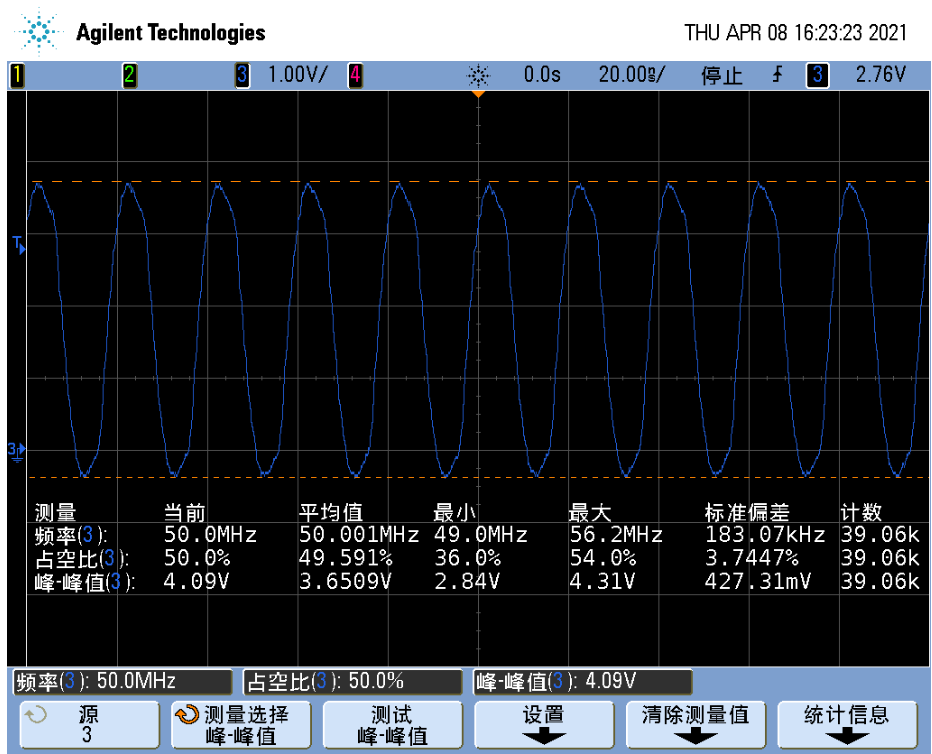 Agilent Technologies THU APR 08 16:23:23 2021
1 2 3 1.00V/ 4 0.0s 20.00ns/ 停止 3 2.76V
T
3
测量 当前 平均值 最小 最大 标准偏差 计数
频率(3): 50.0MHz 50.001MHz 49.0MHz 56.2MHz 183.07kHz 39.06k
占空比(3): 50.0% 49.591% 36.0% 54.0% 3.7447% 39.06k
峰-峰值(3): 4.09V 3.6509V 2.84V 4.31V 427.31mV 39.06k
频率(3): 50.0MHz 占空比(3): 50.0% 峰-峰值(3): 4.09V
源 测量选择 测试 设置 清除测量值 统计信息
3 峰-峰值 峰-峰值